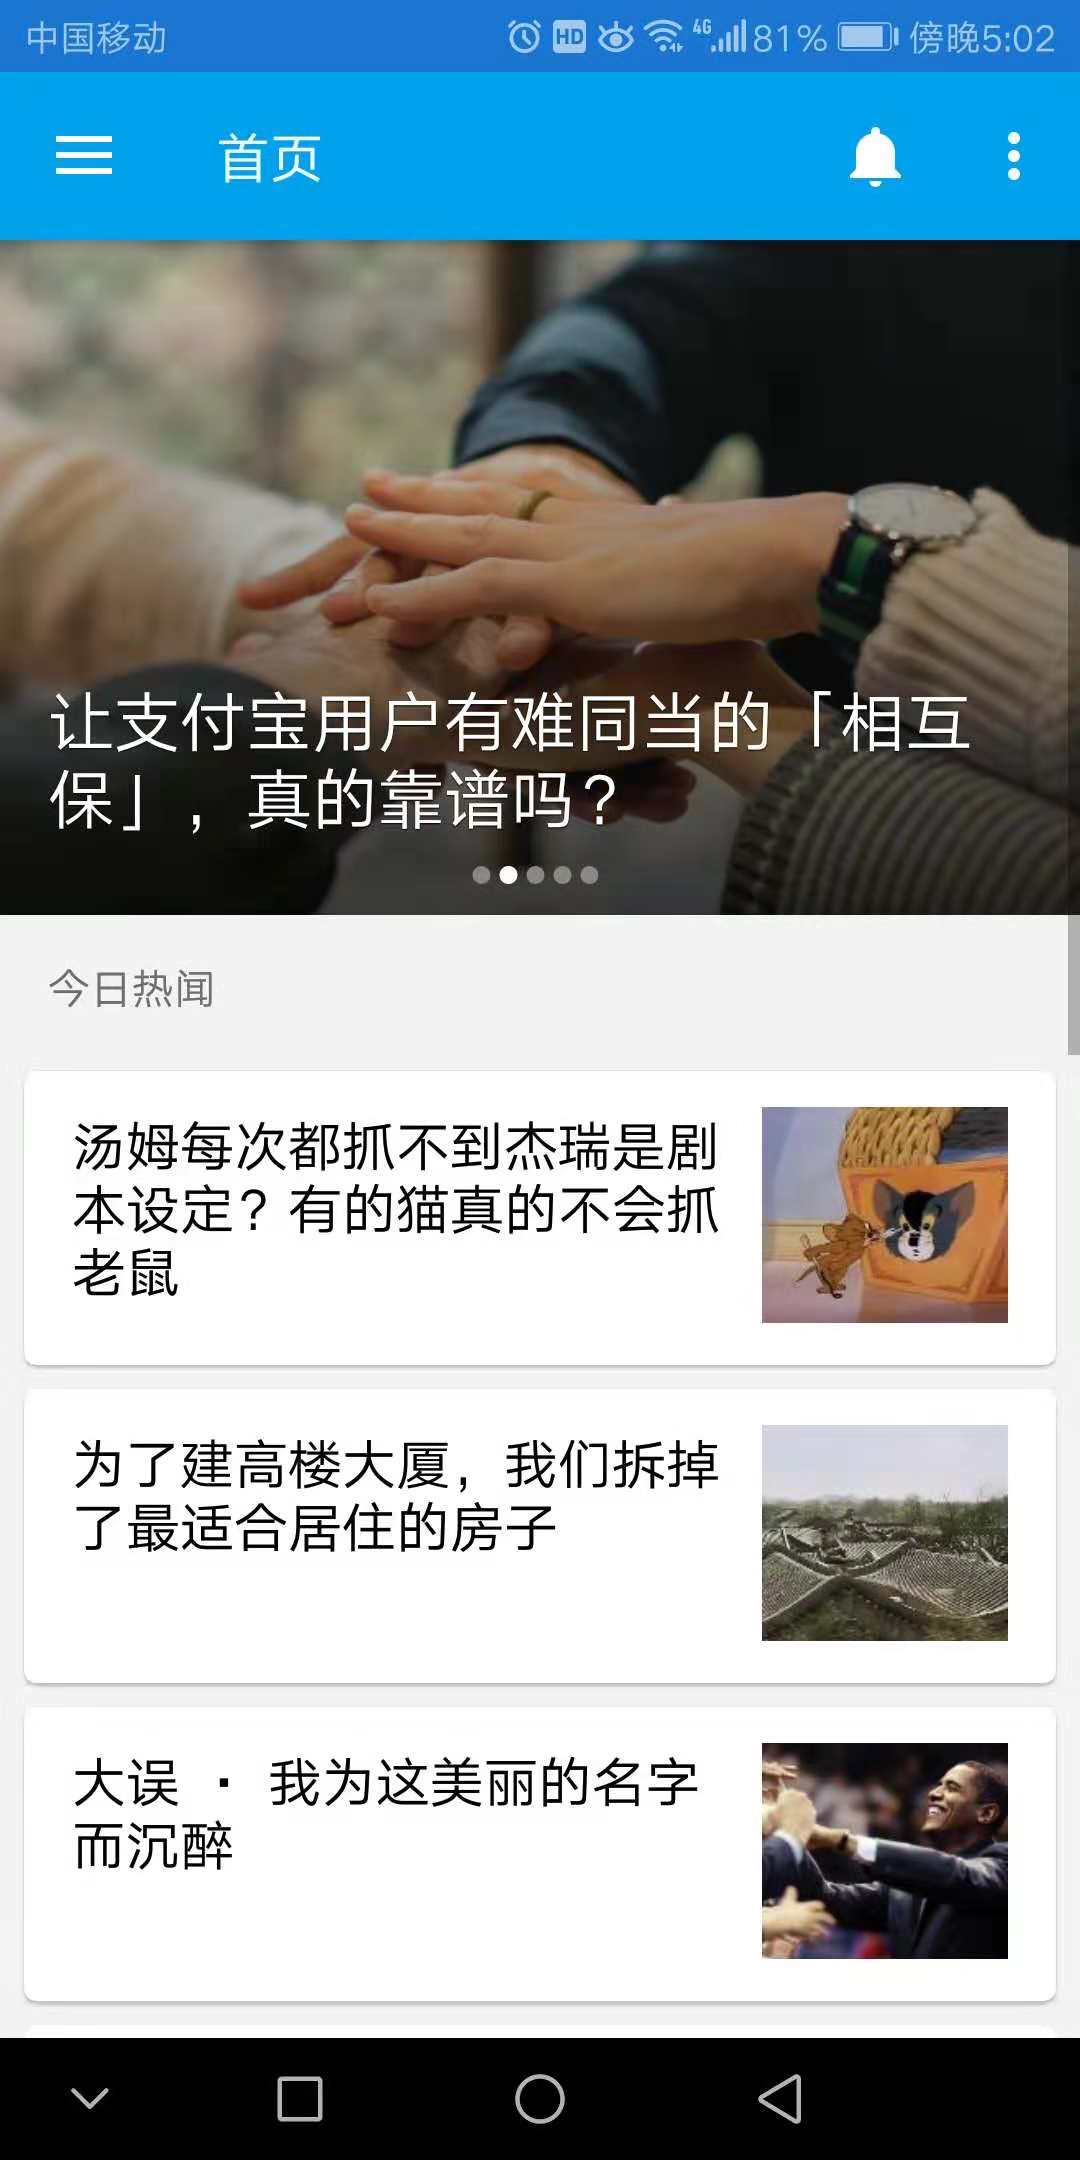 中国移动 HD 4G 81% 傍晚5:02
首页
让支付宝用户有难同当的「相互
保」，真的靠谱吗？
今日热闻
汤姆每次都抓不到杰瑞是剧
本设定？有的猫真的不会抓
老鼠
为了建高楼大厦，我们拆掉
了最适合居住的房子
大误 · 我为这美丽的名字
而沉醉